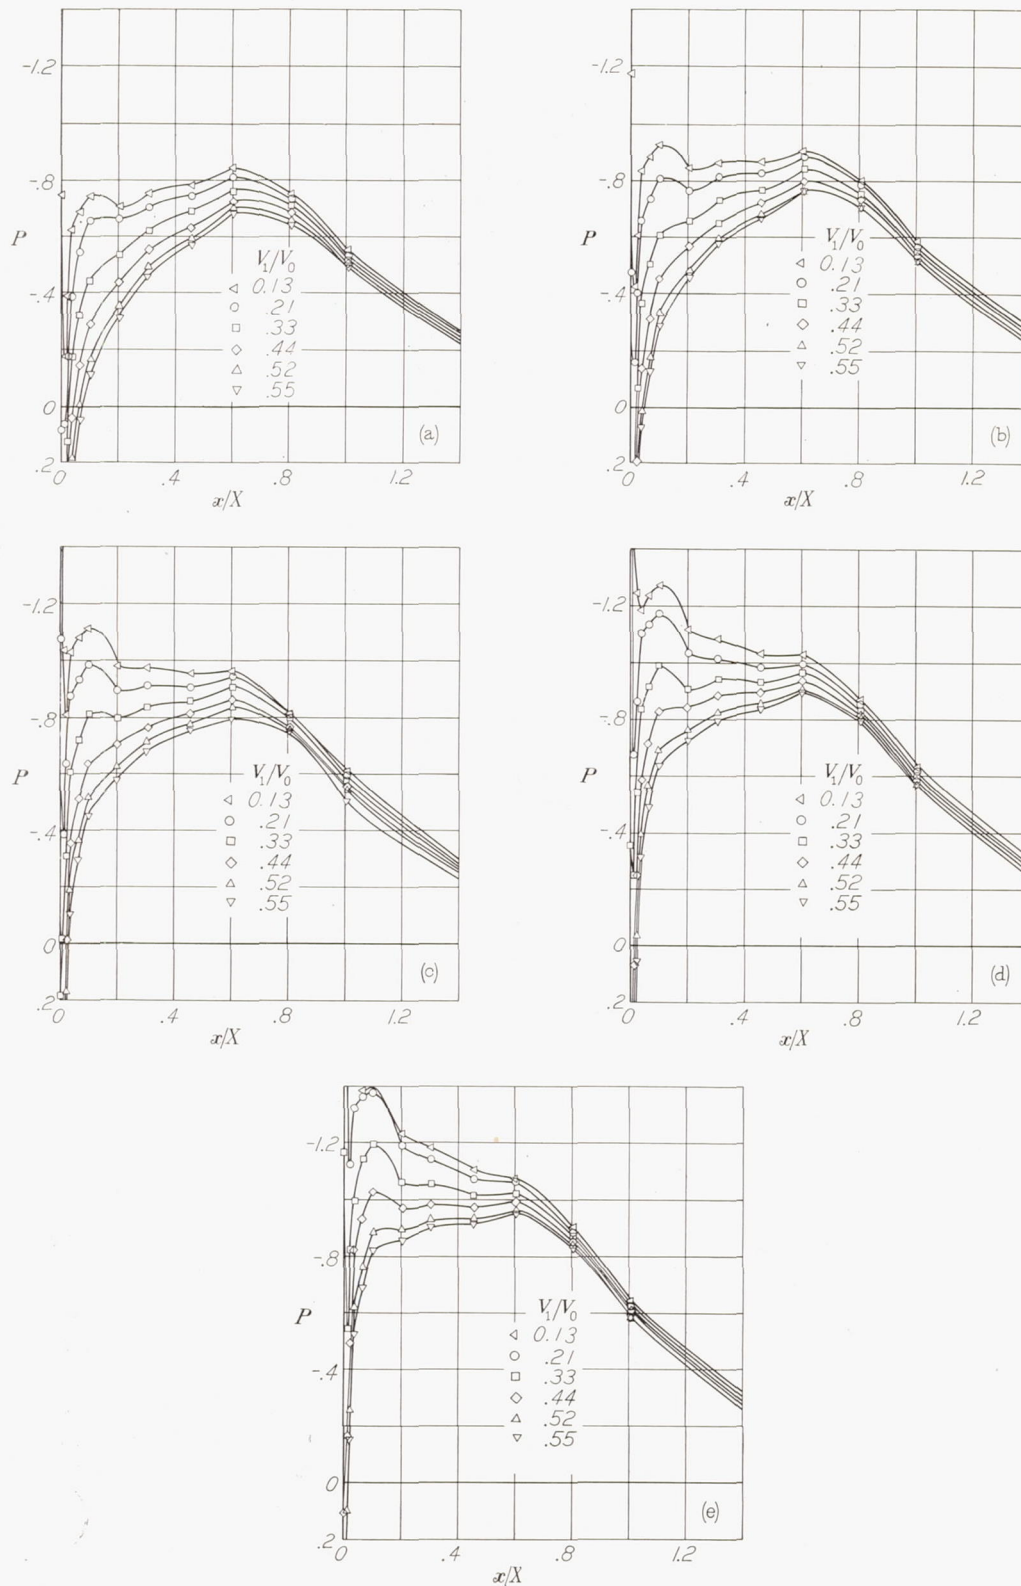 -1.2
-.8
P
-.4
0
.2
0 .4 .8 1.2
x/X
V₁/V₀
0.13
.21
.33
.44
.52
.55
(a)
-1.2
-.8
P
-.4
0
.2
0 .4 .8 1.2
x/X
V₁/V₀
0.13
.21
.33
.44
.52
.55
(b)
-1.2
-.8
P
-.4
0
.2
0 .4 .8 1.2
x/X
V₁/V₀
0.13
.21
.33
.44
.52
.55
(c)
-1.2
-.8
P
-.4
0
.2
0 .4 .8 1.2
x/X
V₁/V₀
0.13
.21
.33
.44
.52
.55
(d)
-1.2
-.8
P
-.4
0
.2
0 .4 .8 1.2
x/X
V₁/V₀
0.13
.21
.33
.44
.52
.55
(e)